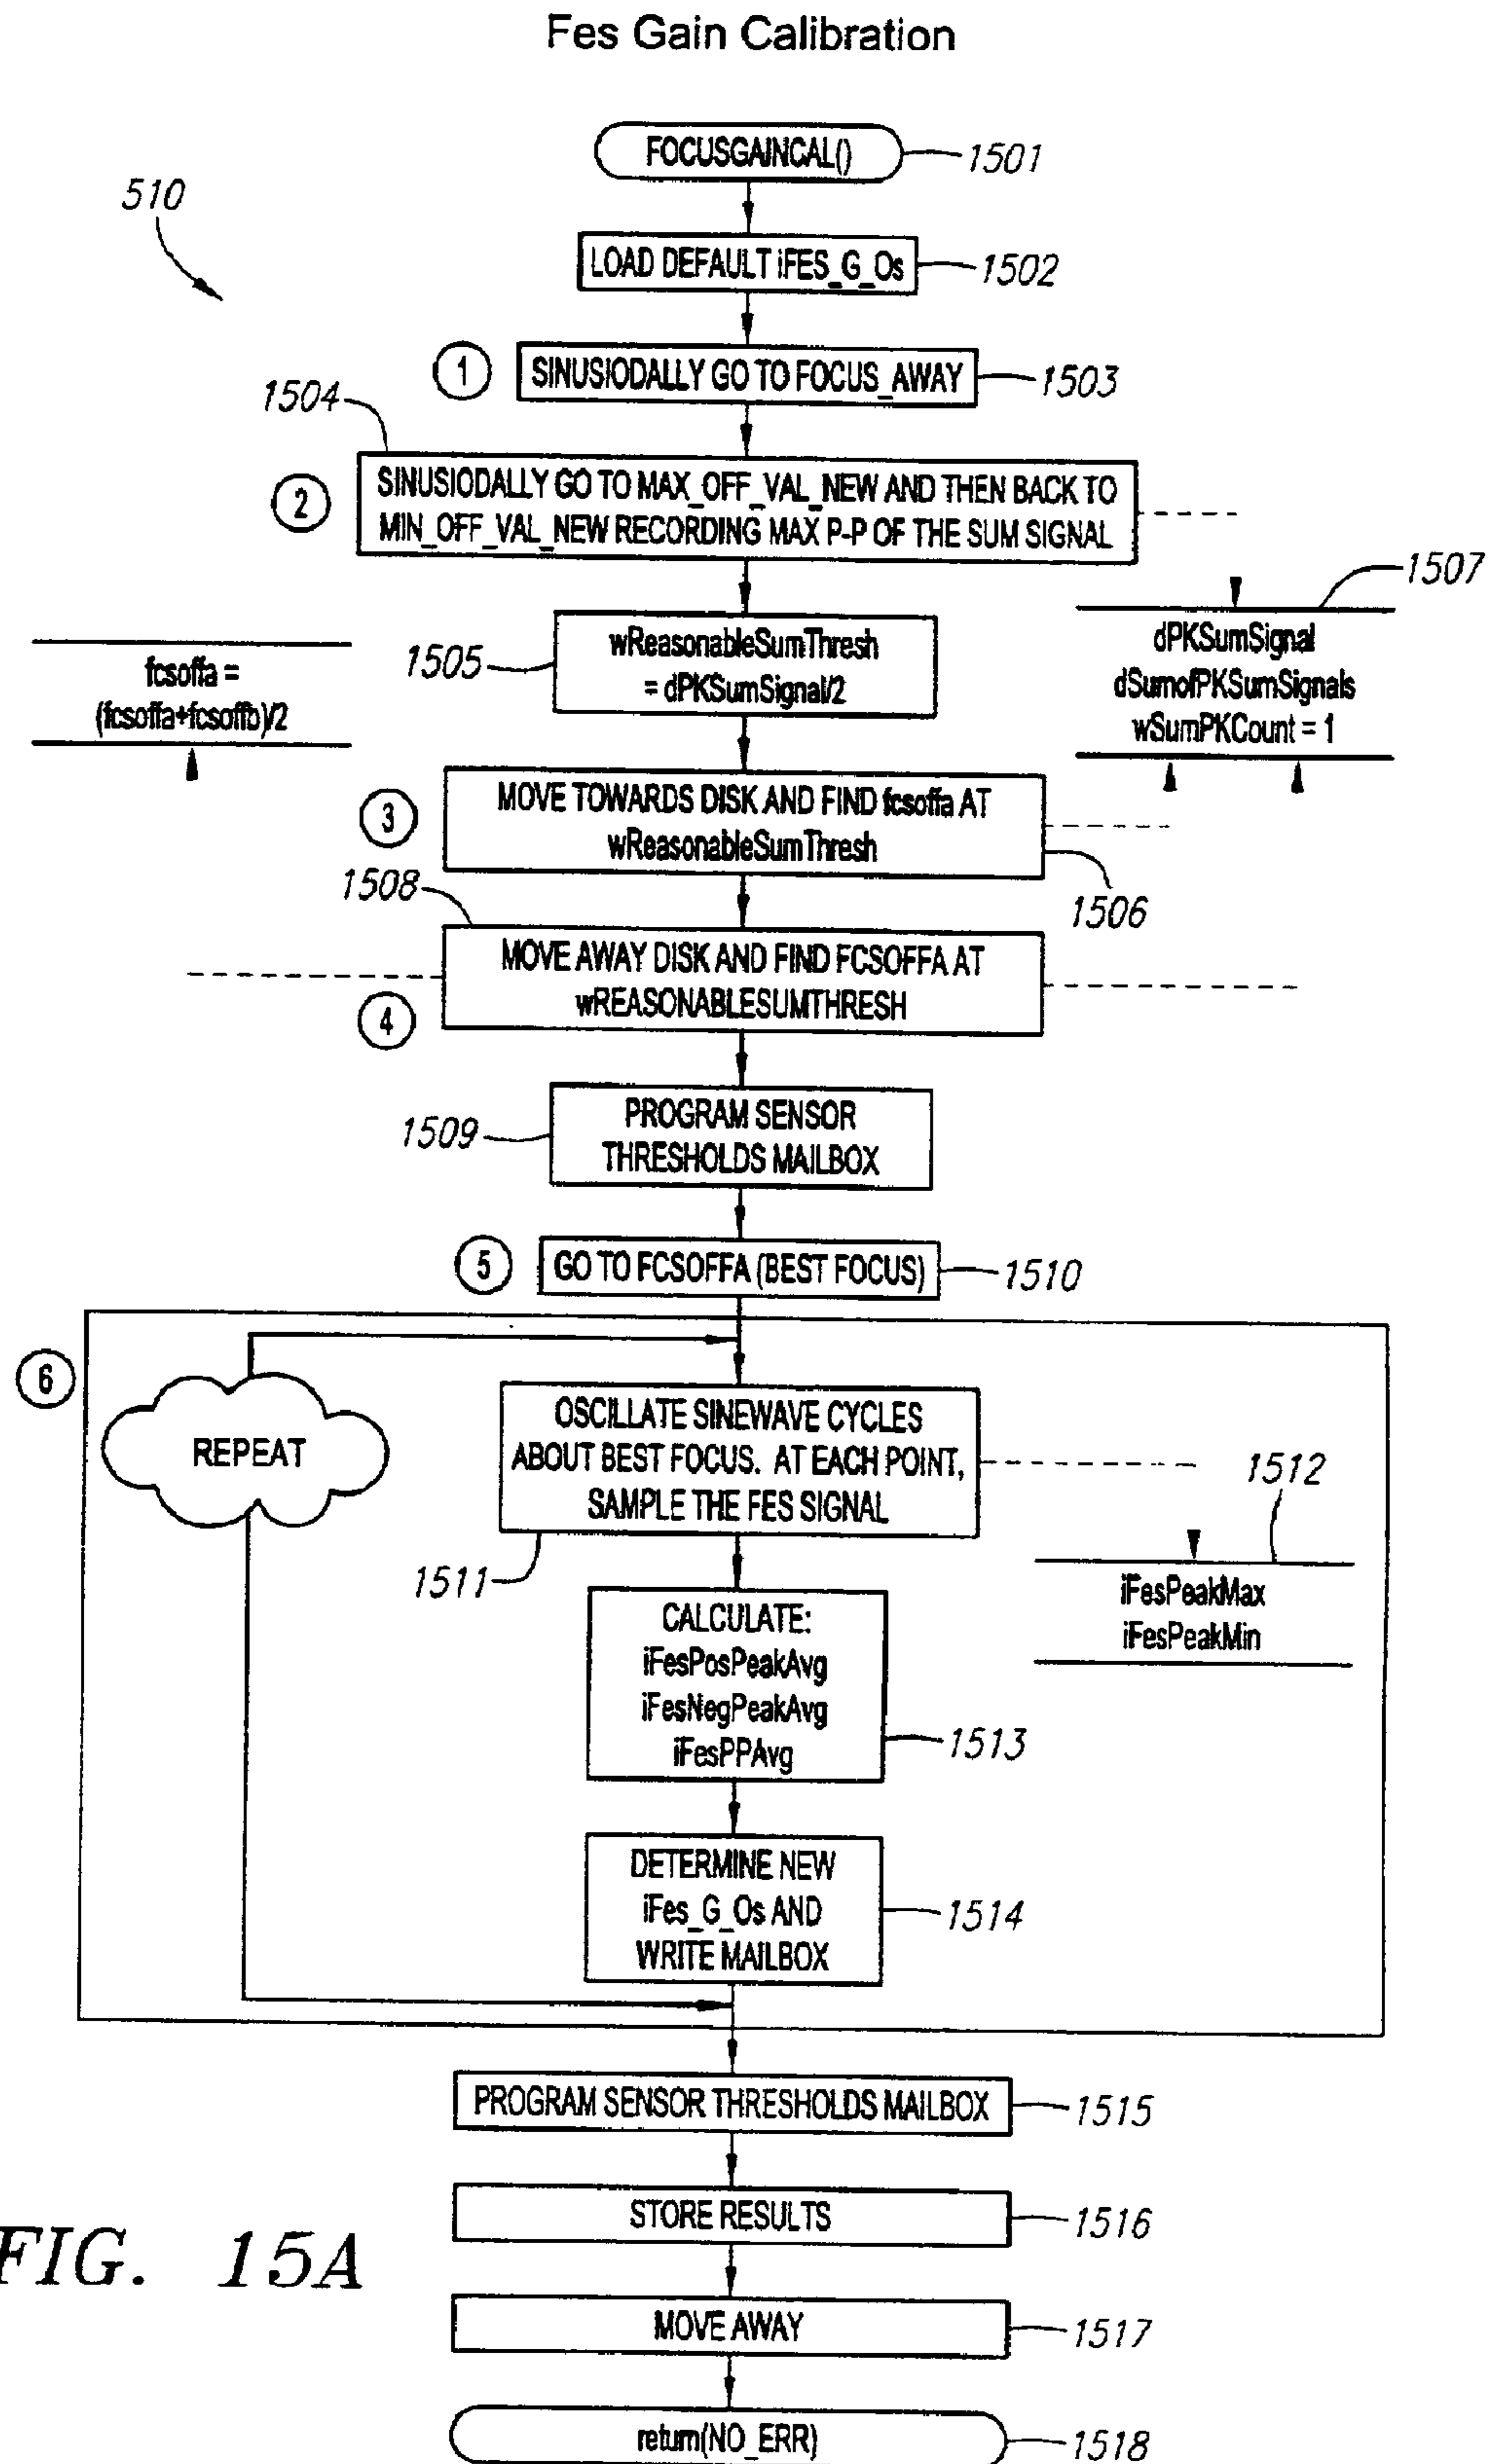 Fes Gain Calibration
FOCUSGAINCAL()
1501
510
LOAD DEFAULT iFES_G_Os
1502
1
SINUSIODALLY GO TO FOCUS_AWAY
1503
1504
2
SINUSIODALLY GO TO MAX_OFF_VAL_NEW AND THEN BACK TO
MIN_OFF_VAL_NEW RECORDING MAX P-P OF THE SUM SIGNAL
1507
fcsoffa =
(fcsoffa+fcsoffb)/2
1505
wReasonableSumThresh
= dPKSumSignal/2
dPKSumSignal
dSumofPKSumSignals
wSumPKCount = 1
3
MOVE TOWARDS DISK AND FIND fcsoffa AT
wReasonableSumThresh
1506
1508
MOVE AWAY DISK AND FIND FCSOFFA AT
wREASONABLESUMTHRESH
4
1509
PROGRAM SENSOR
THRESHOLDS MAILBOX
5
GO TO FCSOFFA (BEST FOCUS)
1510
6
REPEAT
OSCILLATE SINEWAVE CYCLES
ABOUT BEST FOCUS. AT EACH POINT,
SAMPLE THE FES SIGNAL
1511
1512
iFesPeakMax
iFesPeakMin
CALCULATE:
iFesPosPeakAvg
iFesNegPeakAvg
iFesPPAvg
1513
DETERMINE NEW
iFes_G_Os AND
WRITE MAILBOX
1514
PROGRAM SENSOR THRESHOLDS MAILBOX
1515
STORE RESULTS
1516
MOVE AWAY
1517
return(NO_ERR)
1518
FIG. 15A